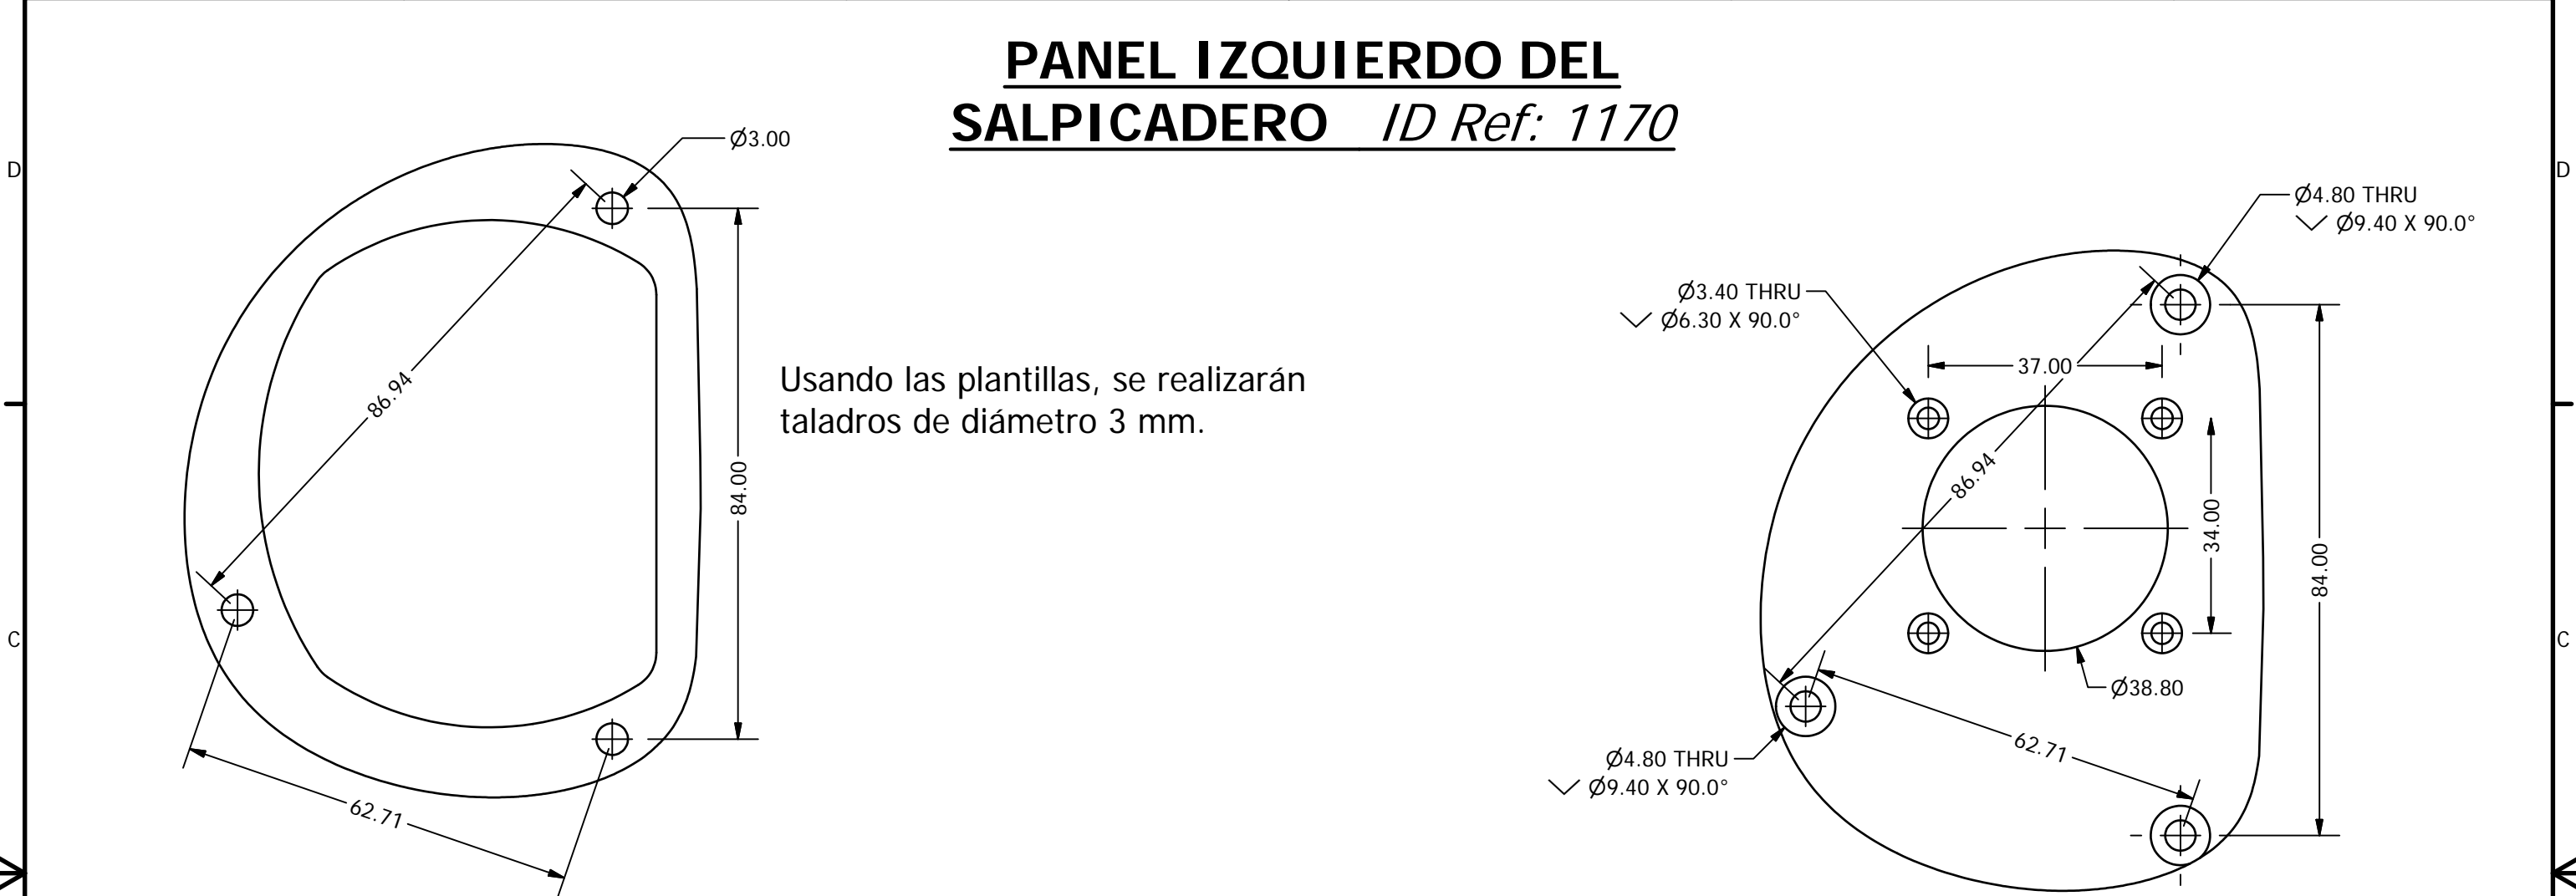 PANEL IZQUIERDO DEL
SALPICADERO ID Ref: 1170
D
D
Ø3.00
86.94
84.00
62.71
Usando las plantillas, se realizarán
taladros de diámetro 3 mm.
Ø4.80 THRU
⌵ Ø9.40 X 90.0°
Ø3.40 THRU
⌵ Ø6.30 X 90.0°
37.00
86.94
34.00
84.00
Ø38.80
62.71
Ø4.80 THRU
⌵ Ø9.40 X 90.0°
C
C